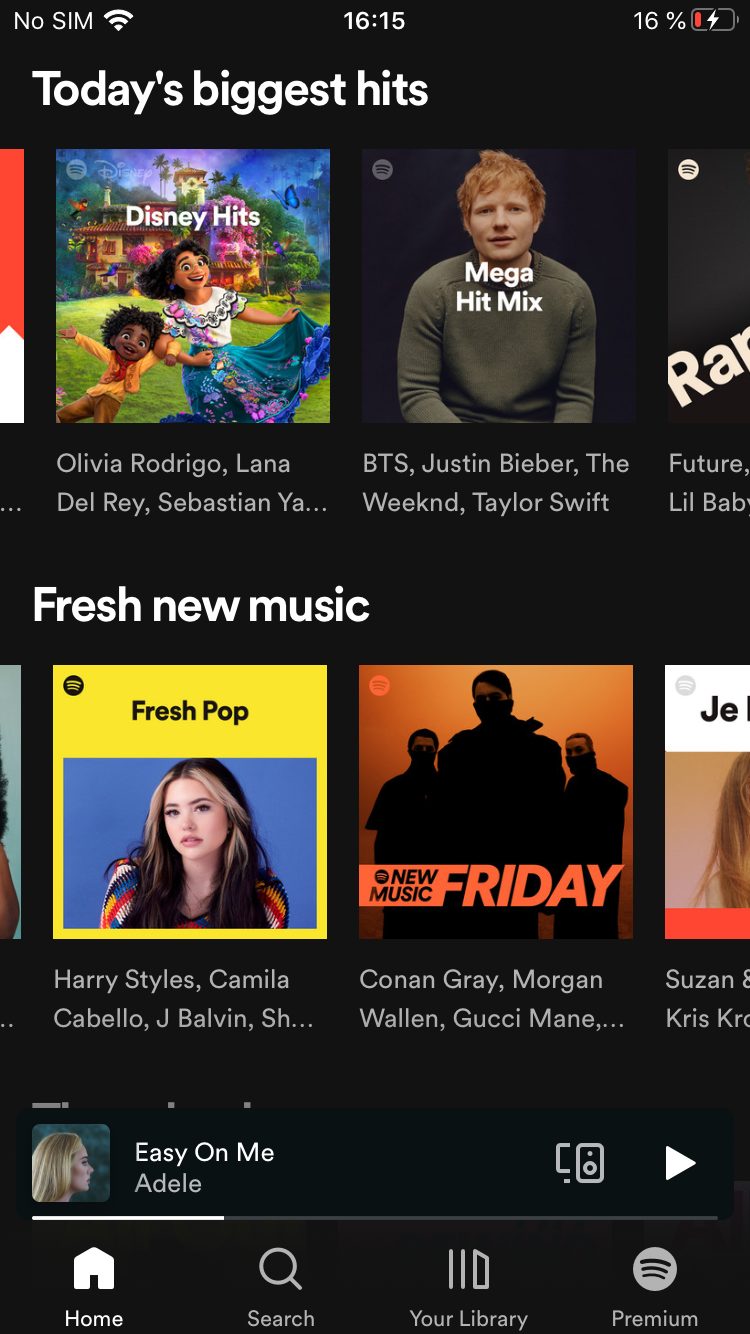 No SIM
16:15
16 %
Today's biggest hits
Disney
Disney Hits
Mega
Hit Mix
Olivia Rodrigo, Lana
Del Rey, Sebastian Ya...
BTS, Justin Bieber, The
Weeknd, Taylor Swift
Future,
Lil Baby
...
Fresh new music
Fresh Pop
NEW
MUSIC FRIDAY
Je
Harry Styles, Camila
Cabello, J Balvin, Sh...
Conan Gray, Morgan
Wallen, Gucci Mane,...
Suzan &
Kris Kro
Easy On Me
Adele
Home
Search
Your Library
Premium